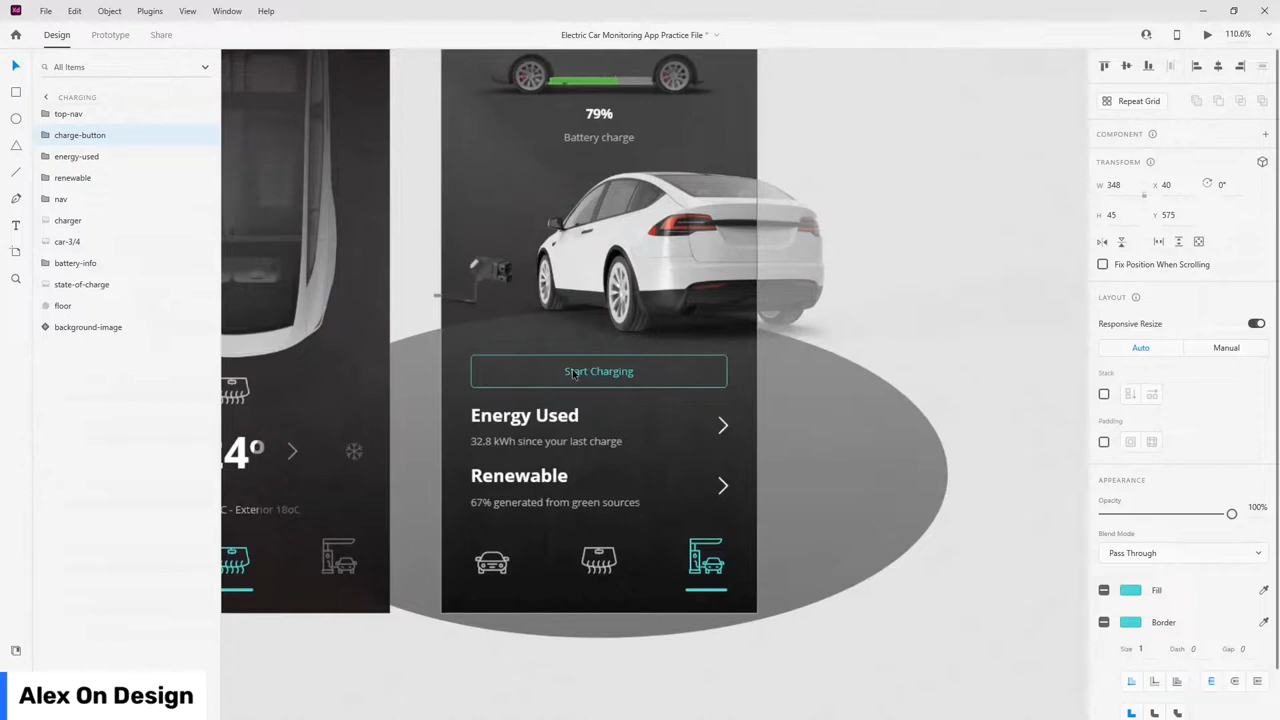 Xd File Edit Object Plugins View Window Help
Design Prototype Share Electric Car Monitoring App Practice File * 110.6%
All Items
CHARGING
top-nav
charge-button
energy-used
renewable
nav
charger
car-3/4
battery-info
state-of-charge
floor
background-image
79%
Battery charge
Start Charging
Energy Used
32.8 kWh since your last charge
Renewable
67% generated from green sources
4º
C - Exterior 18oC
Repeat Grid
COMPONENT
TRANSFORM
W 348 X 40 0°
H 45 Y 575
Fix Position When Scrolling
LAYOUT
Responsive Resize
Auto Manual
Stack
Padding
APPEARANCE
Opacity
100%
Blend Mode
Pass Through
Fill
Border
Size 1 Dash 0 Gap 0
Alex On Design